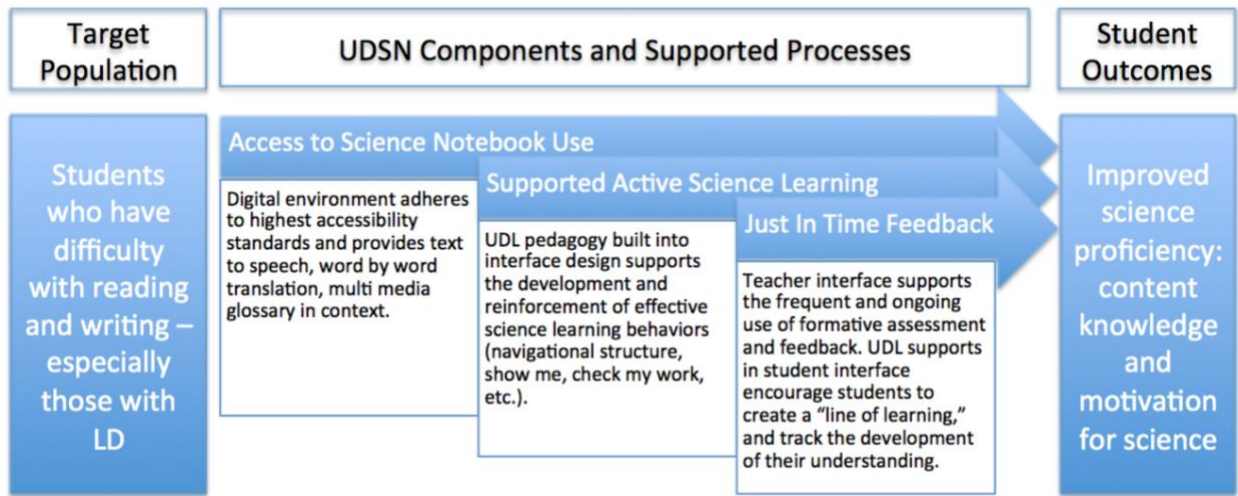 Target
Population
UDSN Components and Supported Processes
Student
Outcomes
Students
who have
difficulty
with reading
and writing –
especially
those with
LD
Access to Science Notebook Use
Digital environment adheres
to highest accessibility
standards and provides text
to speech, word by word
translation, multi media
glossary in context.
Supported Active Science Learning
UDL pedagogy built into
interface design supports
the development and
reinforcement of effective
science learning behaviors
(navigational structure,
show me, check my work,
etc.).
Just In Time Feedback
Teacher interface supports
the frequent and ongoing
use of formative assessment
and feedback. UDL supports
in student interface
encourage students to
create a “line of learning,”
and track the development
of their understanding.
Improved
science
proficiency:
content
knowledge
and
motivation
for science